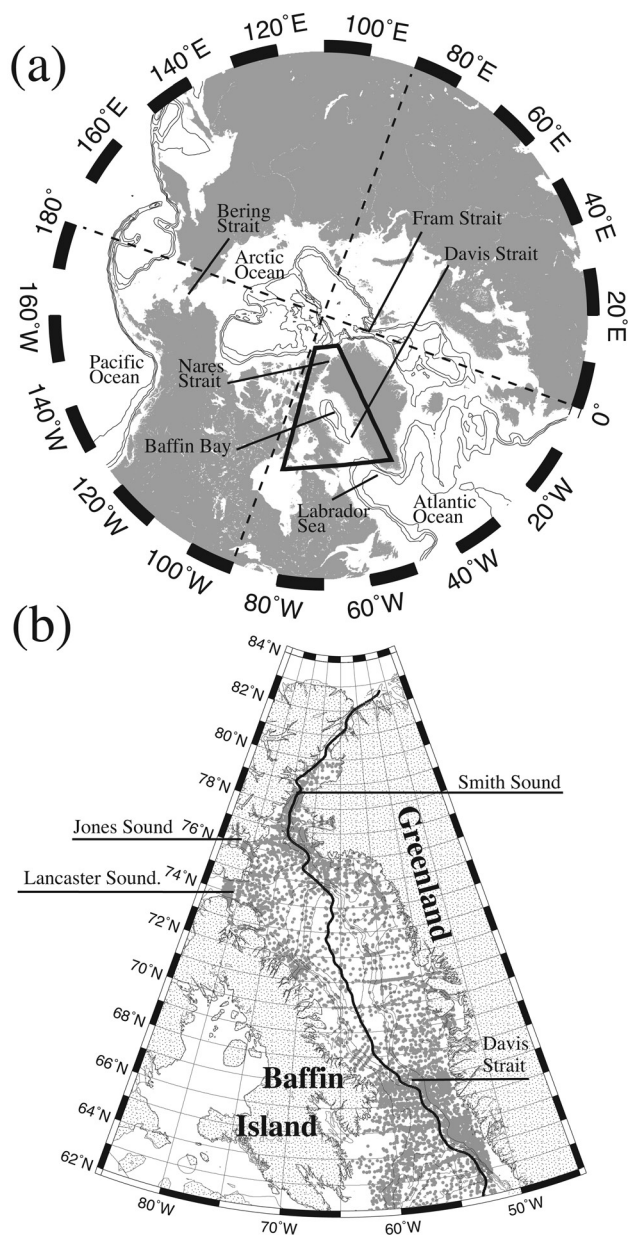 (a)
100˚E
120˚E
80˚E
140˚E
60˚E
160˚E
40˚E
180˚
Bering
Strait
Fram Strait
Arctic
Ocean
Davis Strait
20˚E
160˚W
Pacific
Ocean
Nares
Strait
0˚
140˚W
Baffin Bay
Labrador
Sea
Atlantic
Ocean
20˚W
120˚W
40˚W
100˚W
80˚W
60˚W
(b)
84˚N
82˚N
80˚N
78˚N
Smith Sound
76˚N
Jones Sound
Greenland
74˚N
Lancaster Sound.
72˚N
70˚N
68˚N
Davis
Strait
66˚N
Baffin
Island
64˚N
62˚N
80˚W
70˚W
60˚W
50˚W